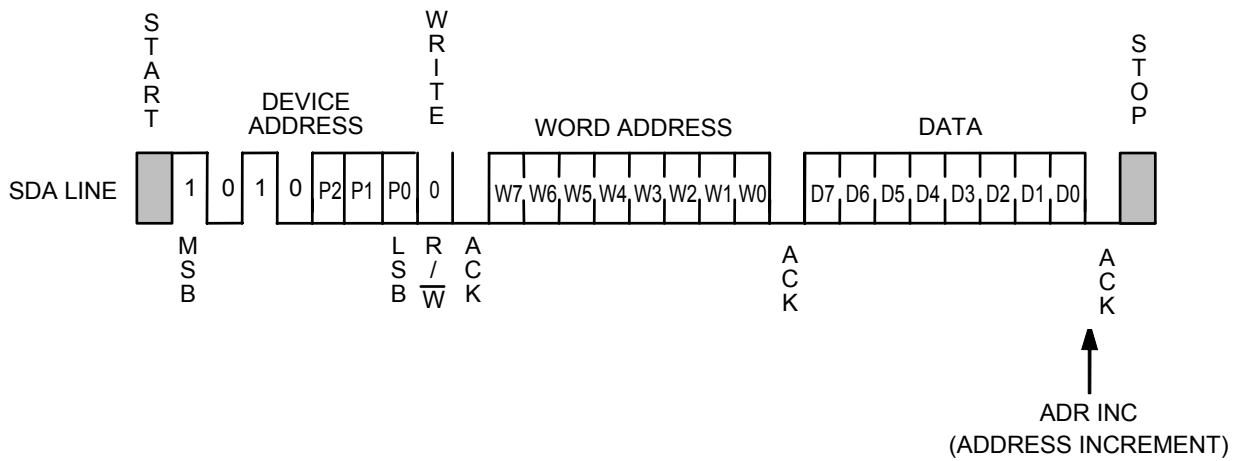 START
WRITE
STOP
DEVICE
ADDRESS
WORD ADDRESS
DATA
SDA LINE
1 0 1 0 P2 P1 P0 0 W7 W6 W5 W4 W3 W2 W1 W0 D7 D6 D5 D4 D3 D2 D1 D0
MSB
LSB
R/W
ACK
ACK
ACK
ADR INC
(ADDRESS INCREMENT)